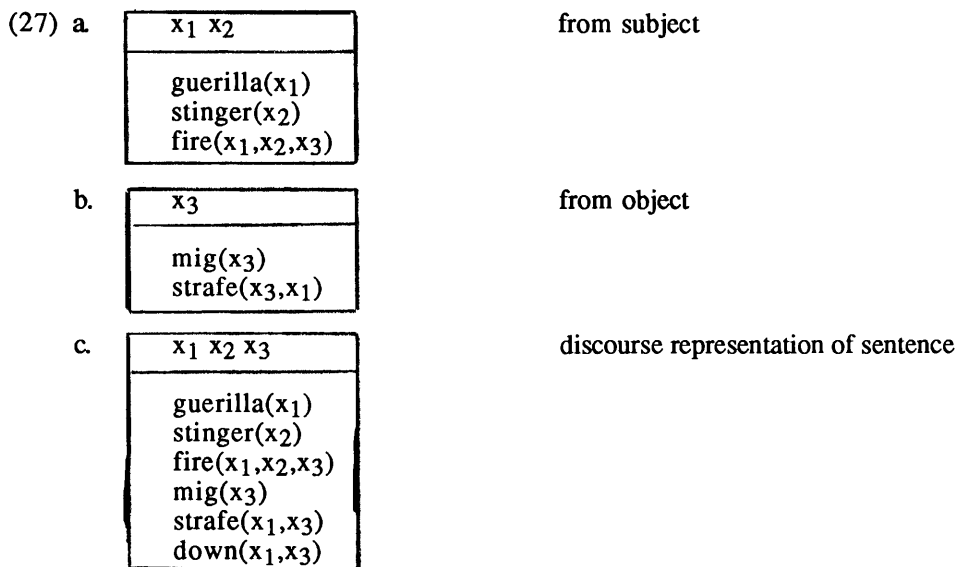 (27) a. x1 x2 from subject
guerilla(x1)
stinger(x2)
fire(x1,x2,x3)
b. x3 from object
mig(x3)
strafe(x3,x1)
c. x1 x2 x3 discourse representation of sentence
guerilla(x1)
stinger(x2)
fire(x1,x2,x3)
mig(x3)
strafe(x1,x3)
down(x1,x3)